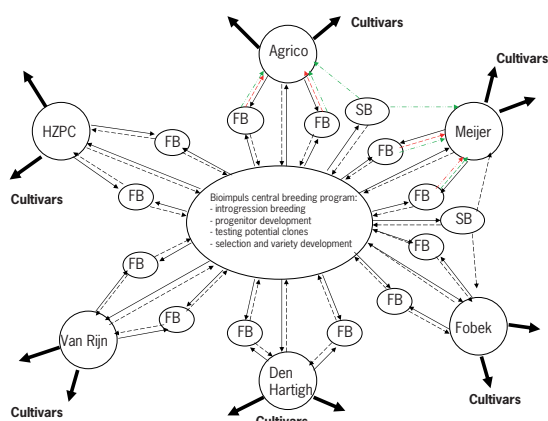 Cultivars
Agrico
Cultivars
HZPC
FB
FB
SB
FB
FB
Meijer
Cultivars
FB
FB
Bioimpuls central breeding program:
- introgression breeding
- progenitor development
- testing potential clones
- selection and variety development
SB
FB
FB
FB
FB
FB
FB
Van Rijn
Fobek
Den
Hartigh
Cultivars
Cultivars
Cultivars